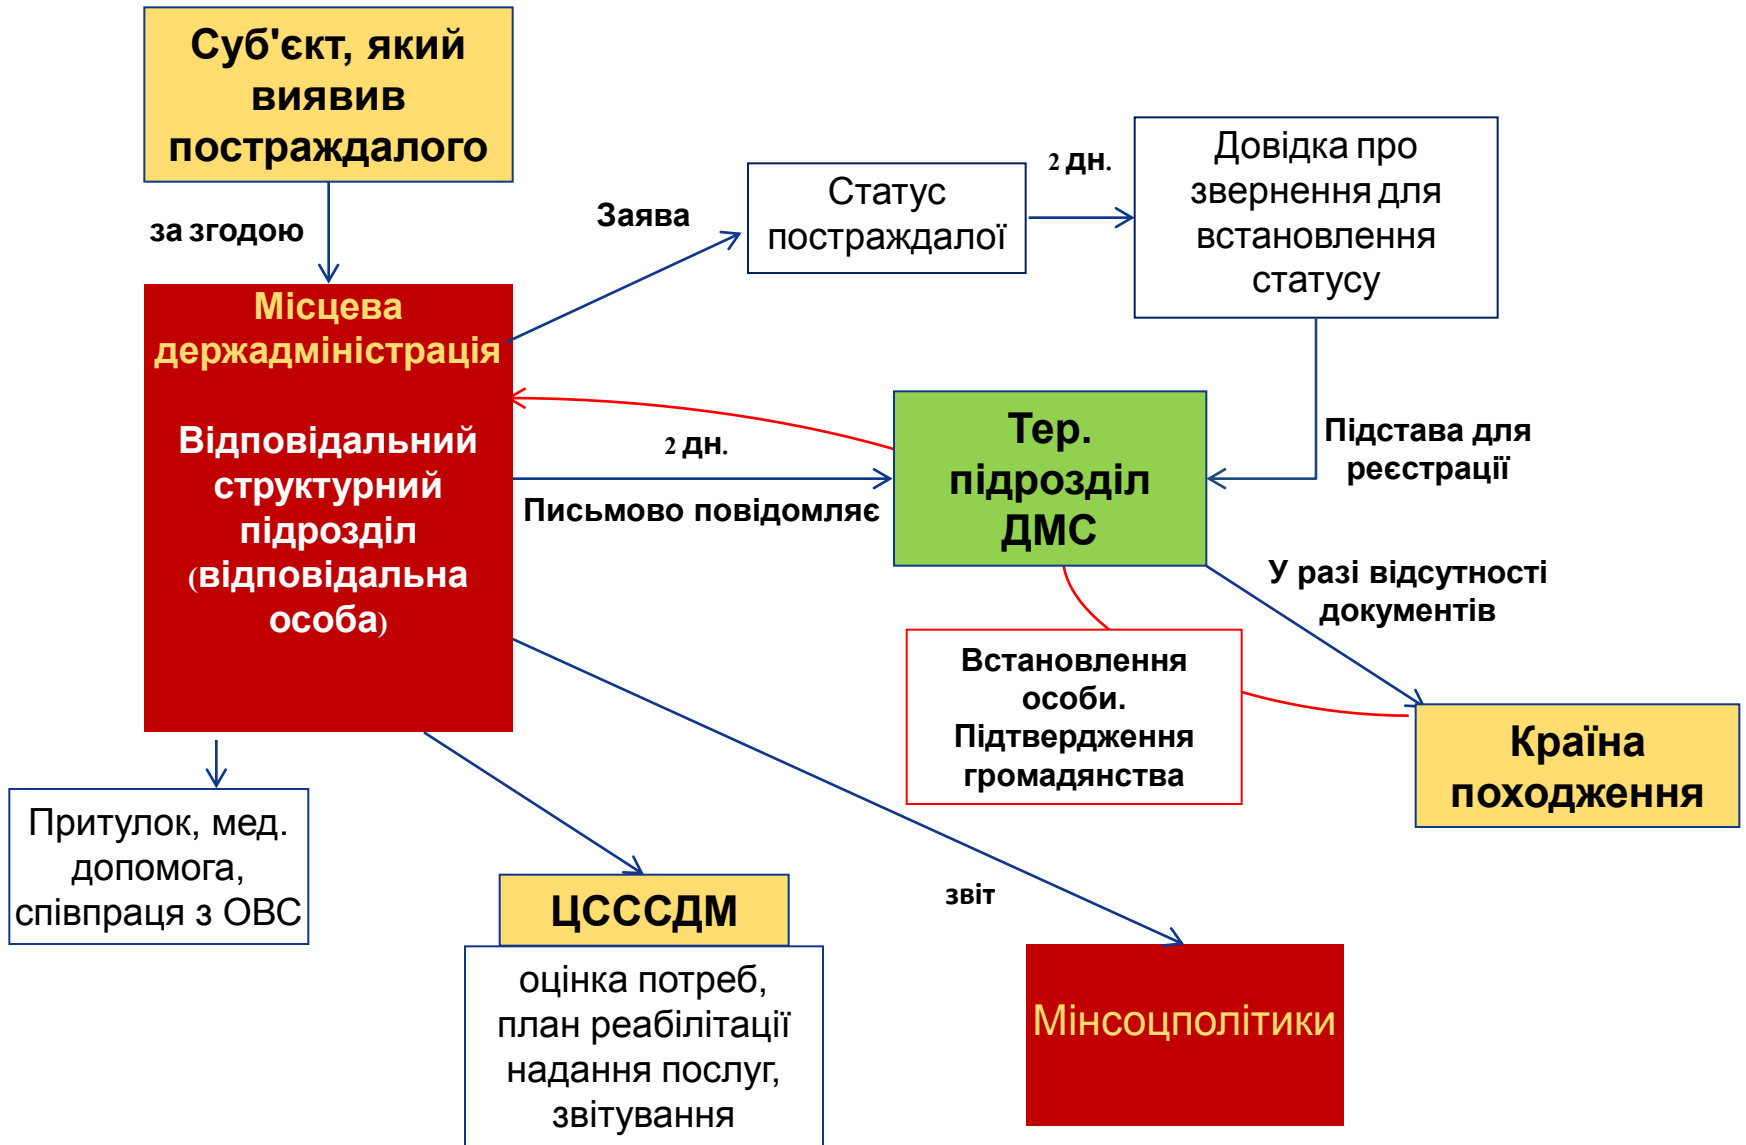 Суб'єкт, який
виявив
постраждалого
за згодою
Заява
Статус
постраждалої
2 дн.
Довідка про
звернення для
встановлення
статусу
Місцева
держадміністрація
Відповідальний
структурний
підрозділ
(відповідальна
особа)
2 дн.
Письмово повідомляє
Тер.
підрозділ
ДМС
Підстава для
реєстрації
У разі відсутності
документів
Встановлення
особи.
Підтвердження
громадянства
Країна
походження
Притулок, мед.
допомога,
співпраця з ОВС
ЦСССДМ
оцінка потреб,
план реабілітації
надання послуг,
звітування
звіт
Мінсоцполітики